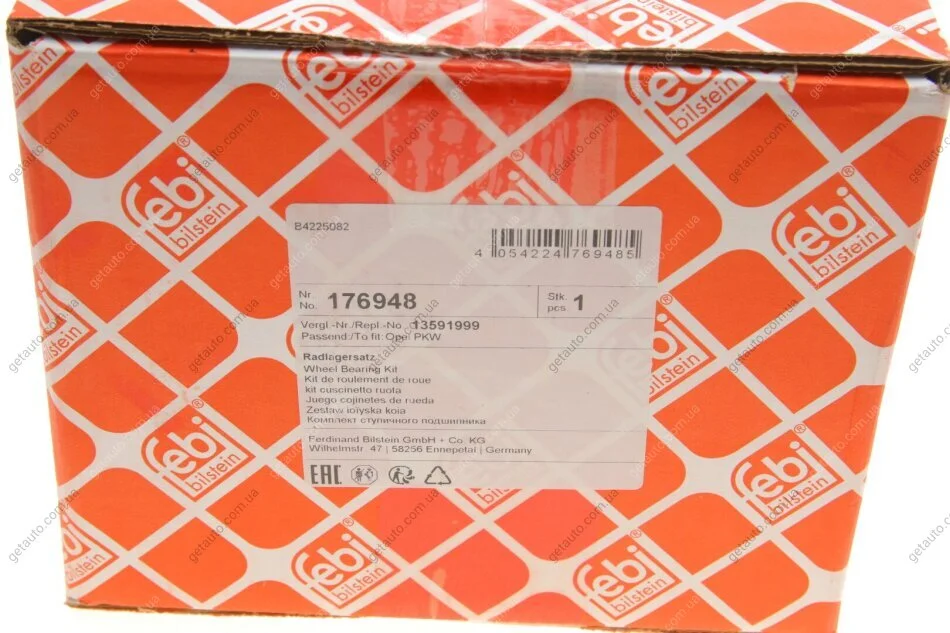 febi
bilstein
B4225082
4 054224 769485
Nr.
No. 176948
Stk.
pcs. 1
Vergl.-Nr./Repl.-No.: 13591999
Passend:/To fit: Opel PKW
Radlagersatz
Wheel Bearing Kit
Kit de roulement de roue
kit cuscinetto ruota
Juego cojinetes de rueda
Zestaw łożyska koła
Комплект ступичного подшипника
Ferdinand Bilstein GmbH + Co. KG
Wilhelmstr. 47 | 58256 Ennepetal | Germany
EAC
getauto.com.ua